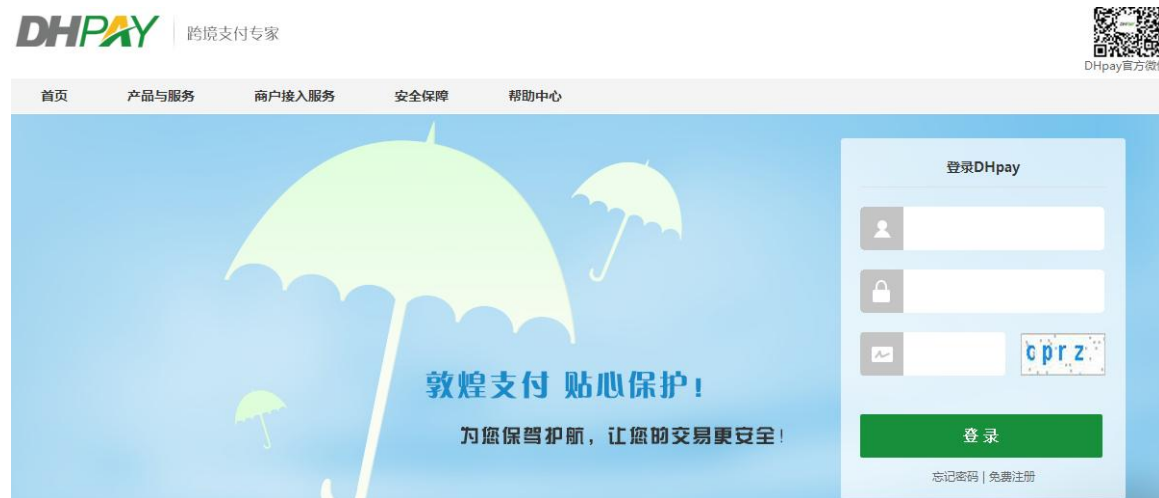 DHPAY 跨境支付专家
DHpay官方微
首页 产品与服务 商户接入服务 安全保障 帮助中心
登录DHpay
cprz
敦煌支付 贴心保护!
为您保驾护航,让您的交易更安全!
登 录
忘记密码 | 免费注册